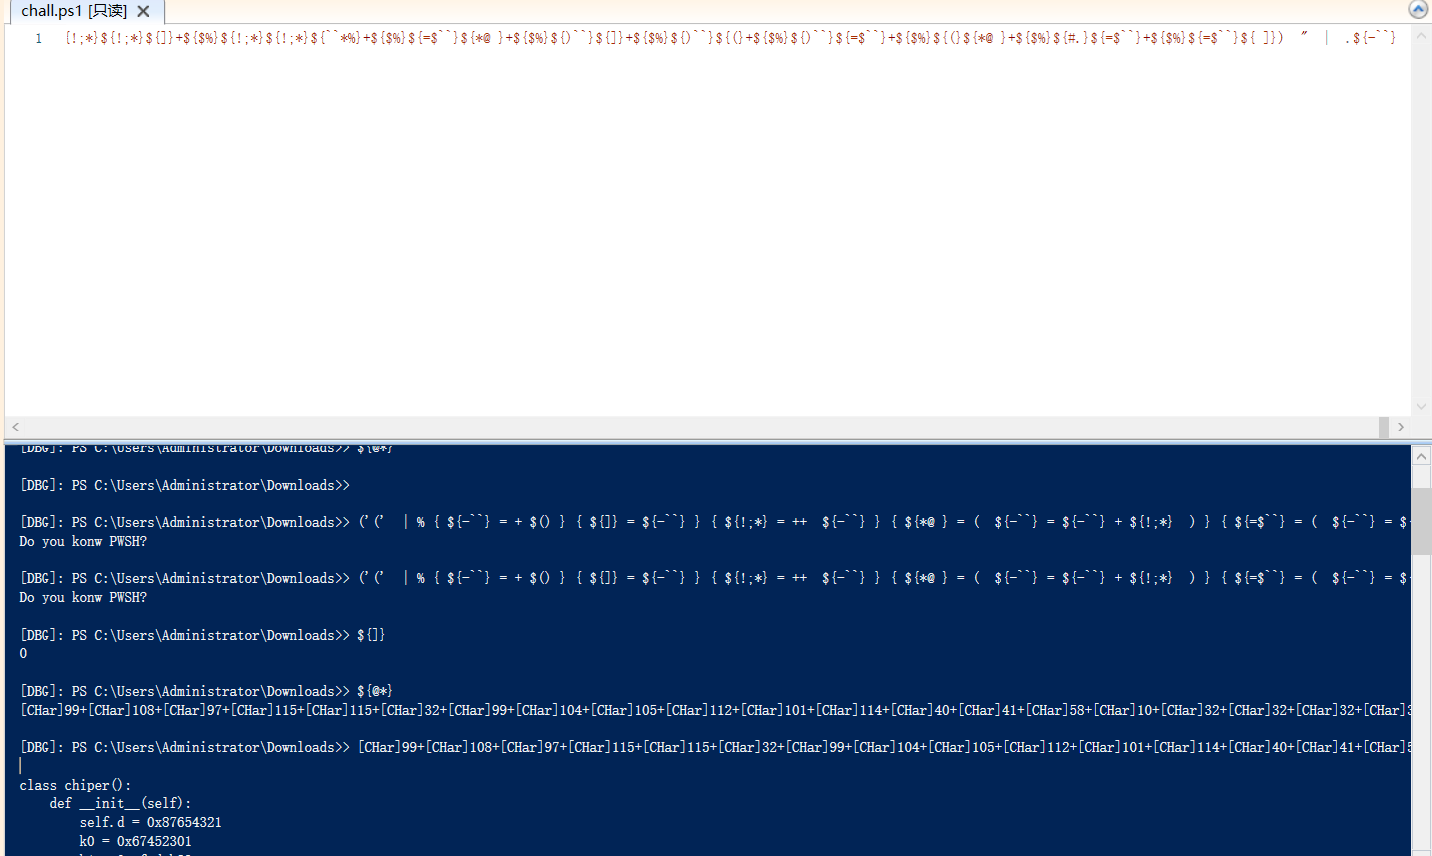 chall.ps1 [只读]
1 {!;*}${!;*}${]}+${$%}${!;*}${!;*}${``*%}+${$%}${=$``}${*@ }+${$%}${)``}${]}+${$%}${)``}${(}+${$%}${)``}${=$``}+${$%}${(}${*@ }+${$%}${#.}${=$``}+${$%}${=$``}${ ]}) " | .${-``}
[DBG]: PS C:\Users\Administrator\Downloads>> ${@*}
[DBG]: PS C:\Users\Administrator\Downloads>>
[DBG]: PS C:\Users\Administrator\Downloads>> ('(' | % { ${-``} = + $() } { ${]} = ${-``} } { ${!;*} = ++ ${-``} } { ${*@ } = ( ${-``} = ${-``} + ${!;*} ) } { ${=$``} = ( ${-``} = $
Do you konw PWSH?
[DBG]: PS C:\Users\Administrator\Downloads>> ('(' | % { ${-``} = + $() } { ${]} = ${-``} } { ${!;*} = ++ ${-``} } { ${*@ } = ( ${-``} = ${-``} + ${!;*} ) } { ${=$``} = ( ${-``} = $
Do you konw PWSH?
[DBG]: PS C:\Users\Administrator\Downloads>> ${]}
0
[DBG]: PS C:\Users\Administrator\Downloads>> ${@*}
[CHar]99+[CHar]108+[CHar]97+[CHar]115+[CHar]115+[CHar]32+[CHar]99+[CHar]104+[CHar]105+[CHar]112+[CHar]101+[CHar]114+[CHar]40+[CHar]41+[CHar]58+[CHar]10+[CHar]32+[CHar]32+[CHar]32+[CHar]
[DBG]: PS C:\Users\Administrator\Downloads>> [CHar]99+[CHar]108+[CHar]97+[CHar]115+[CHar]115+[CHar]32+[CHar]99+[CHar]104+[CHar]105+[CHar]112+[CHar]101+[CHar]114+[CHar]40+[CHar]41+[CHar]
class chiper():
def __init__(self):
self.d = 0x87654321
k0 = 0x67452301